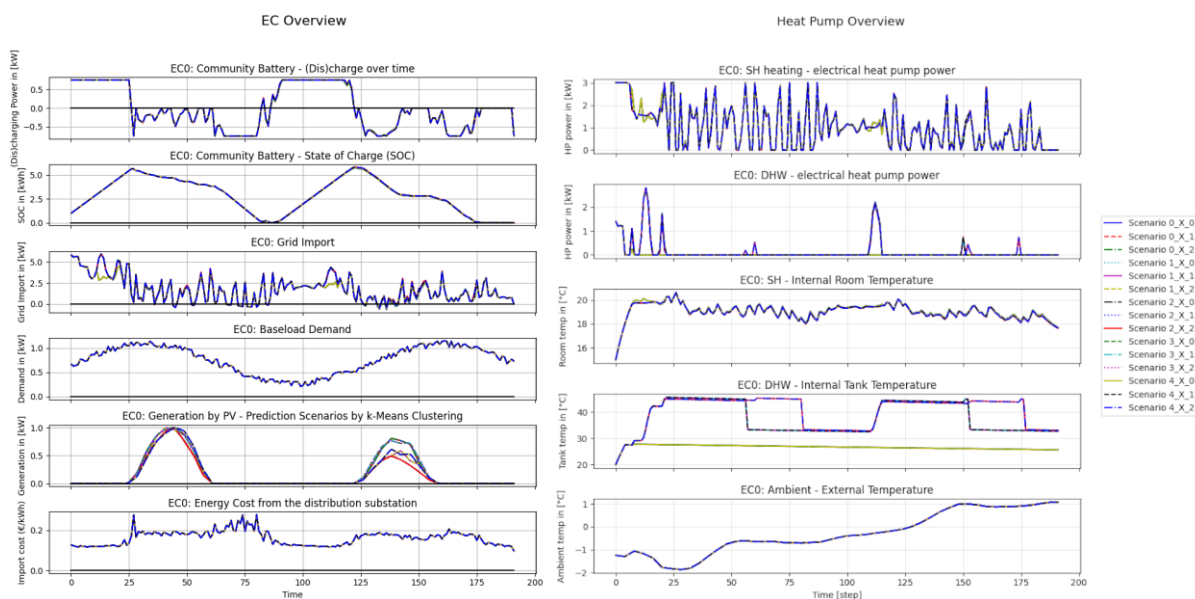 EC Overview
EC0: Community Battery - (Dis)charge over time
(Dis)charging Power in [kW]
0.5
0.0
−0.5
EC0: Community Battery - State of Charge (SOC)
SOC in [kWh]
5.0
2.5
0.0
EC0: Grid Import
Grid Import in [kW]
5.0
2.5
0.0
EC0: Baseload Demand
Demand in [kW]
1.0
0.5
0.0
EC0: Generation by PV - Prediction Scenarios by k-Means Clustering
Generation in [kW]
1.0
0.5
0.0
EC0: Energy Cost from the distribution substation
Import cost (€/kWh)
0.2
0.0
0 25 50 75 100 125 150 175 200
Time
Heat Pump Overview
EC0: SH heating - electrical heat pump power
HP power in [kW]
3
2
1
0
EC0: DHW - electrical heat pump power
HP power in [kW]
2
1
0
EC0: SH - Internal Room Temperature
Room temp in [°C]
20
18
16
EC0: DHW - Internal Tank Temperature
Tank temp in [°C]
40
30
20
EC0: Ambient - External Temperature
Ambient temp in [°C]
1
0
−1
−2
0 25 50 75 100 125 150 175 200
Time [step]
Scenario 0_X_0
Scenario 0_X_1
Scenario 0_X_2
Scenario 1_X_0
Scenario 1_X_1
Scenario 1_X_2
Scenario 2_X_0
Scenario 2_X_1
Scenario 2_X_2
Scenario 3_X_0
Scenario 3_X_1
Scenario 3_X_2
Scenario 4_X_0
Scenario 4_X_1
Scenario 4_X_2